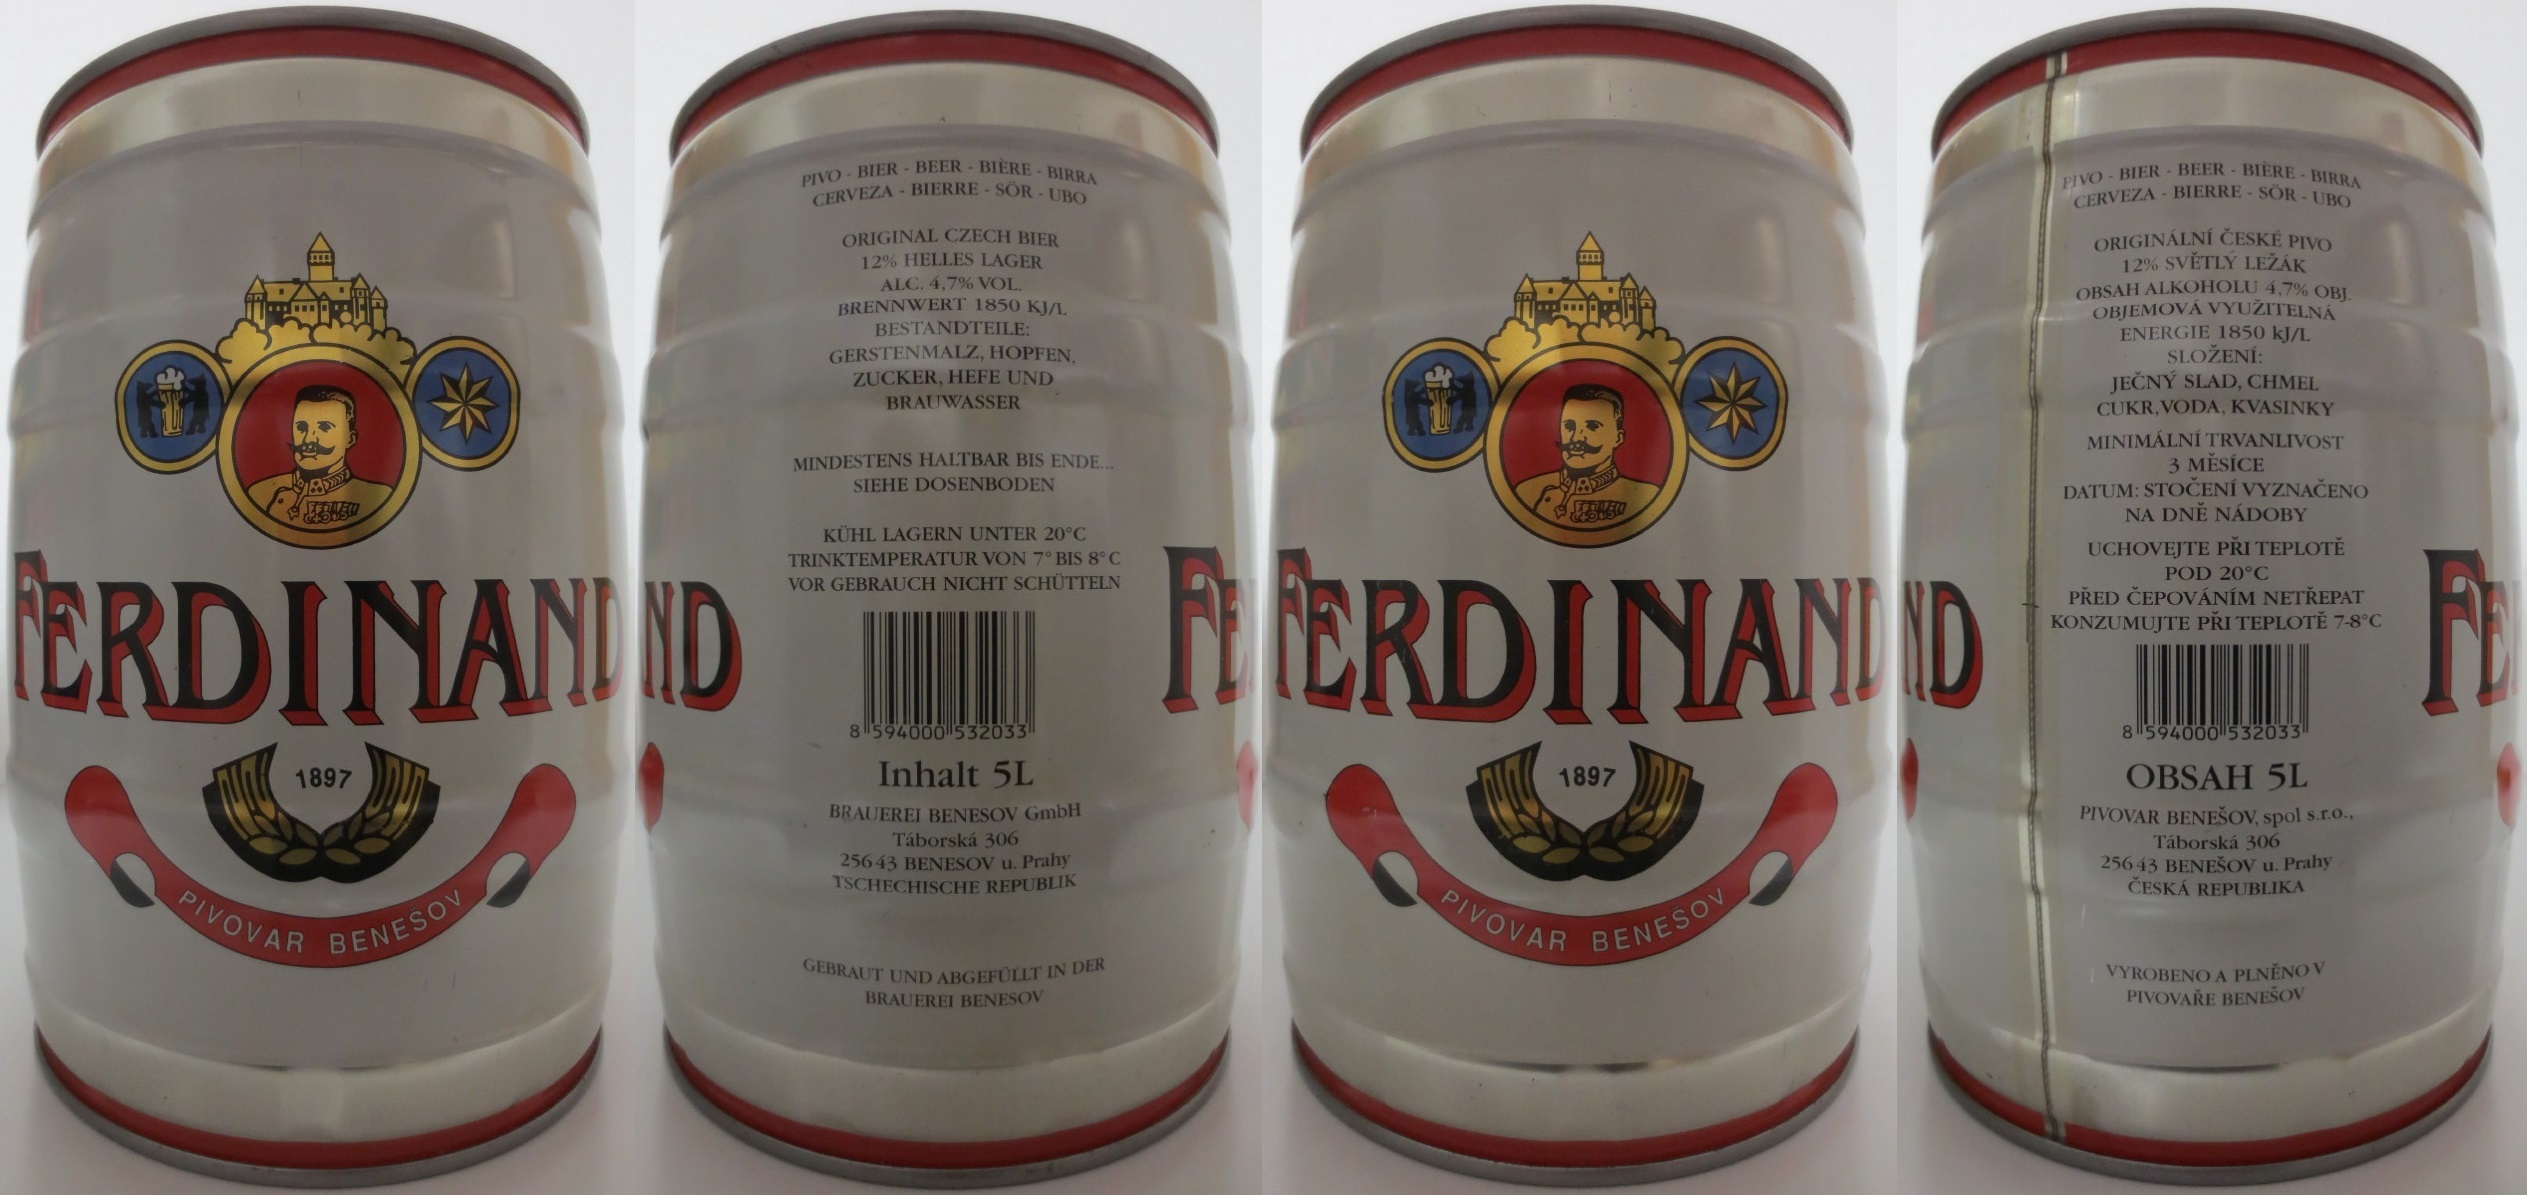 FERDINAND
1897
PIVOVAR BENEŠOV
PIVO - BIER - BEER - BIÈRE - BIRRA
CERVEZA - BIERRE - SÖR - UBO
ORIGINAL CZECH BIER
12% HELLES LAGER
ALC. 4,7% VOL.
BRENNWERT 1850 KJ/L
BESTANDTEILE:
GERSTENMALZ, HOPFEN,
ZUCKER, HEFE UND
BRAUWASSER
MINDESTENS HALTBAR BIS ENDE...
SIEHE DOSENBODEN
KÜHL LAGERN UNTER 20°C
TRINKTEMPERATUR VON 7° BIS 8°C
VOR GEBRAUCH NICHT SCHÜTTELN
8 594000 532033
Inhalt 5L
BRAUEREI BENESOV GmbH
Táborská 306
256 43 BENESOV u. Prahy
TSCHECHISCHE REPUBLIK
GEBRAUT UND ABGEFÜLLT IN DER
BRAUEREI BENESOV
ND
FE
FERDINAND
1897
PIVOVAR BENEŠOV
PIVO - BIER - BEER - BIÈRE - BIRRA
CERVEZA - BIERRE - SÖR - UBO
ORIGINÁLNÍ ČESKÉ PIVO
12% SVĚTLÝ LEŽÁK
OBSAH ALKOHOLU 4,7% OBJ.
OBJEMOVÁ VYUŽITELNÁ
ENERGIE 1850 kJ/L
SLOŽENÍ:
JEČNÝ SLAD, CHMEL
CUKR,VODA, KVASINKY
MINIMÁLNÍ TRVANLIVOST
3 MĚSÍCE
DATUM: STOČENÍ VYZNAČENO
NA DNĚ NÁDOBY
UCHOVEJTE PŘI TEPLOTĚ
POD 20°C
PŘED ČEPOVÁNÍM NETŘEPAT
KONZUMUJTE PŘI TEPLOTĚ 7-8°C
8 594000 532033
OBSAH 5L
PIVOVAR BENEŠOV, spol s.r.o.,
Táborská 306
256 43 BENEŠOV u. Prahy
ČESKÁ REPUBLIKA
VYROBENO A PLNĚNO V
PIVOVAŘE BENEŠOV
ND
FE